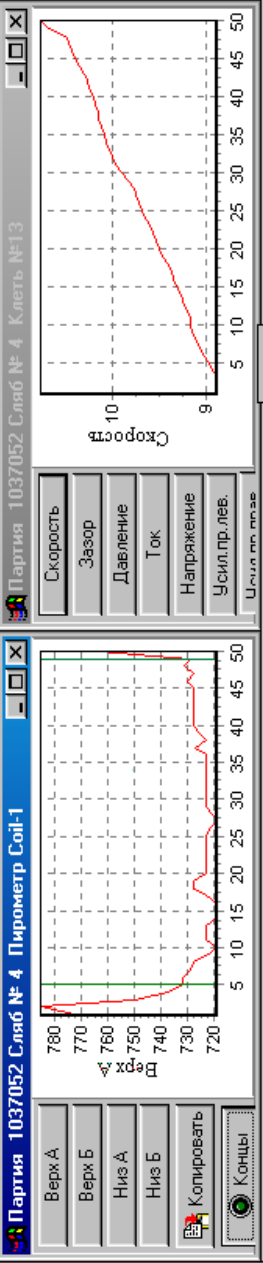 Партия 1037052 Сляб № 4 Пирометр Coil-1
Верх А
Верх Б
Низ А
Низ Б
Копировать
Концы
Верх А
780
770
760
750
740
730
720
5 10 15 20 25 30 35 40 45 50
Партия 1037052 Сляб № 4 Клеть №13
Скорость
Зазор
Давление
Ток
Напряжение
Усил.пр.лев.
Скорость
10
9
5 10 15 20 25 30 35 40 45 50